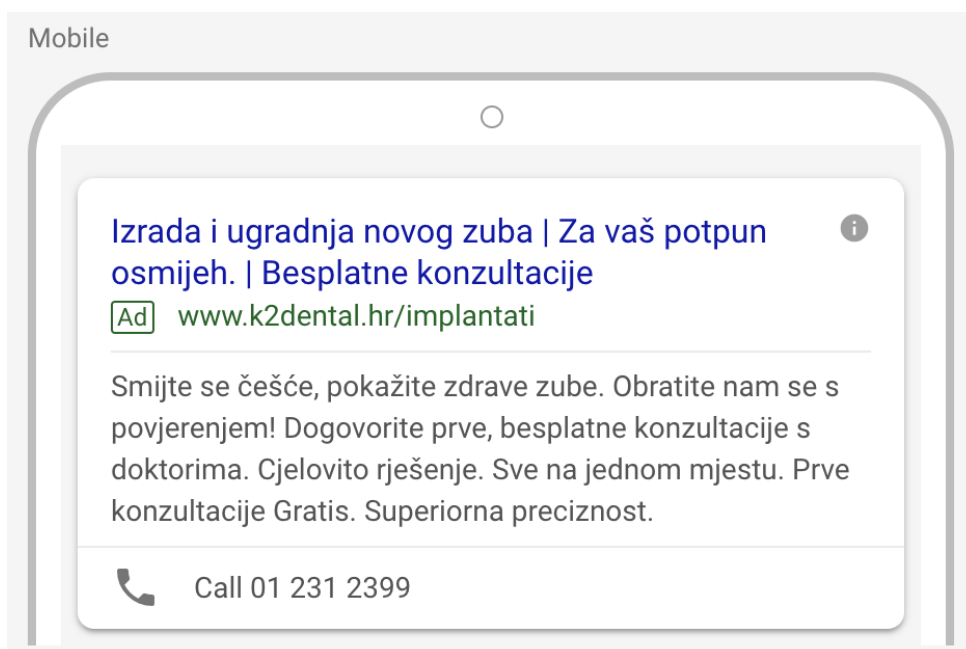 Mobile
Izrada i ugradnja novog zuba | Za vaš potpun
osmijeh. | Besplatne konzultacije
Ad www.k2dental.hr/implantati
Smijte se češće, pokažite zdrave zube. Obratite nam se s
povjerenjem! Dogovorite prve, besplatne konzultacije s
doktorima. Cjelovito rješenje. Sve na jednom mjestu. Prve
konzultacije Gratis. Superiorna preciznost.
Call 01 231 2399